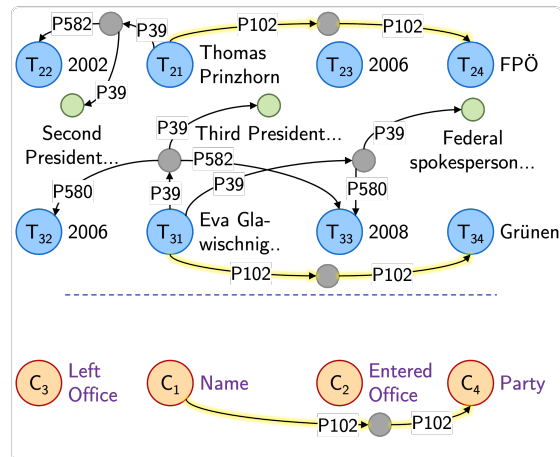 P582
P39
P102
P102
T22 2002
T21
Thomas
Prinzhorn
T23 2006
T24 FPÖ
P39
Second
President...
P39
Third President...
P39
Federal
spokesperson...
P582
P580
P39
P39
P580
T32 2006
T31
Eva Gla-
wischnig..
T33 2008
T34 Grünen
P102
P102
C3
Left
Office
C1 Name
C2
Entered
Office
C4 Party
P102
P102